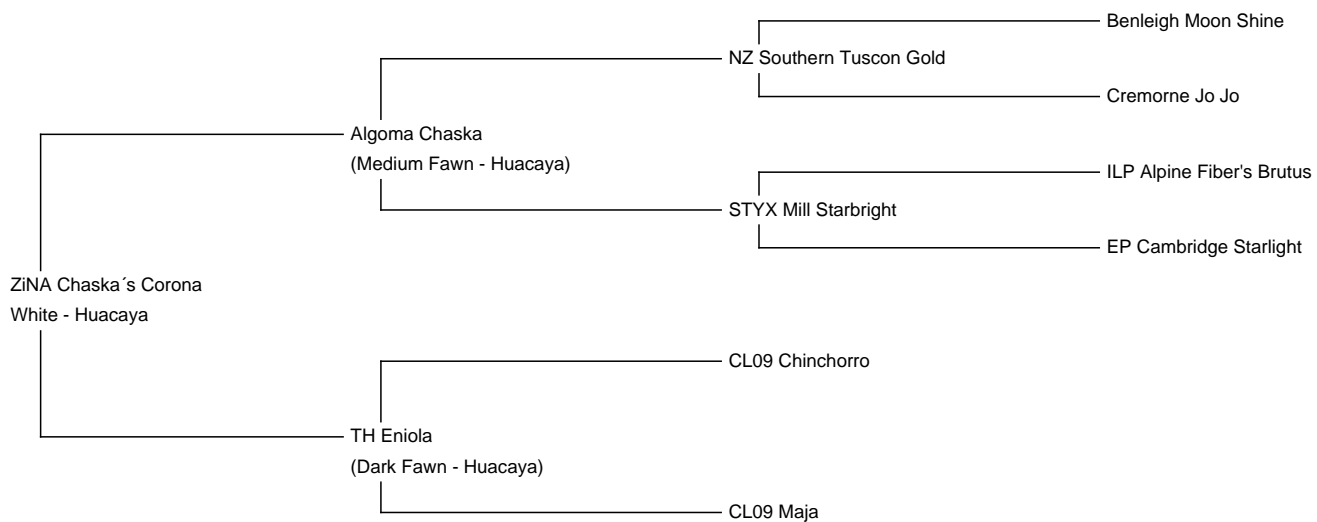 Benleigh Moon Shine
NZ Southern Tuscon Gold
Cremorne Jo Jo
Algoma Chaska
(Medium Fawn - Huacaya)
ILP Alpine Fiber's Brutus
STYX Mill Starbright
EP Cambridge Starlight
ZiNA Chaska´s Corona
White - Huacaya
CL09 Chinchorro
TH Eniola
(Dark Fawn - Huacaya)
CL09 Maja